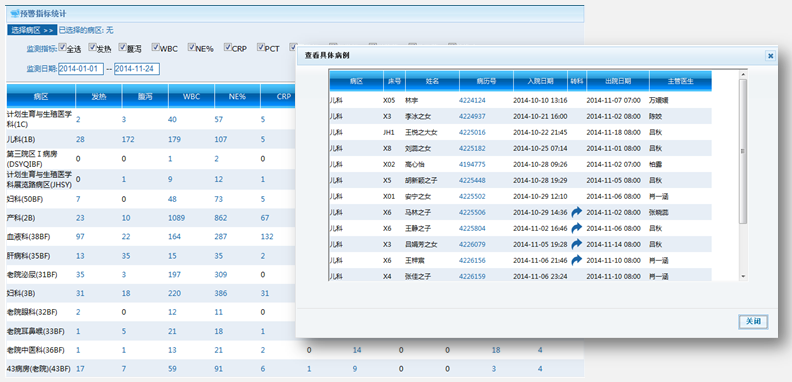 预警指标统计
选择病区 >> 已选择的病区: 无
监测指标: 全选 发热 腹泻 WBC NE% CRP PCT
监测日期: 2014-01-01 -- 2014-11-24
病区 发热 腹泻 WBC NE% CRP
计划生育与生殖医学科(1C) 2 3 40 57 5
儿科(1B) 28 172 179 107 5
第三院区Ⅰ病房(DSYQIBF) 0 0 1 2 0
计划生育与生殖医学科展览路病区(JHSY) 0 1 9 12 1
妇科(50BF) 7 0 48 73 5
产科(2B) 23 10 1089 862 67
血液科(38BF) 97 22 164 287 132
肝病科(35BF) 13 35 15 35 2
老院泌尿(31BF) 35 3 197 309 0
妇科(3B) 31 18 220 386 31
老院眼科(32BF) 2 0 12 11 0
老院耳鼻喉(33BF) 1 5 21 18 1
老院中医科(36BF) 1 1 13 21 2 0 14 0 0 18 4
43病房(老院)(43BF) 17 7 59 91 6 1 9 0 0 3 4
查看具体病例
病区 床号 姓名 病历号 入院日期 转科 出院日期 主管医生
儿科 X05 林宇 4224124 2014-10-10 13:16 2014-11-07 07:00 万媛媛
儿科 X3 李冰之女 4224937 2014-10-21 16:00 2014-11-02 08:00 陈姣
儿科 JH1 王悦之大女 4225016 2014-10-22 21:45 2014-11-18 08:00 吕秋
儿科 X8 刘蕊之女 4225182 2014-10-25 07:14 2014-11-01 08:00 吕秋
儿科 X02 高心怡 4194775 2014-10-28 09:26 2014-11-02 07:00 柏露
儿科 X5 胡新颖之子 4225448 2014-10-28 19:29 2014-11-05 08:00 吕秋
儿科 X01 安宁之女 4225502 2014-10-29 12:10 2014-11-06 08:00 肖一涵
儿科 X6 马林之子 4225506 2014-10-29 14:36 2014-11-02 08:00 张晓蕊
儿科 X6 王静之子 4225804 2014-11-02 16:46 2014-11-06 08:00 吕秋
儿科 X3 吕婧芳之女 4226079 2014-11-05 19:28 2014-11-14 08:00 吕秋
儿科 X6 王梓宸 4226156 2014-11-06 21:46 2014-11-10 08:00 肖一涵
儿科 X4 张佳之子 4226159 2014-11-06 23:24 2014-11-10 08:00 肖一涵
关闭